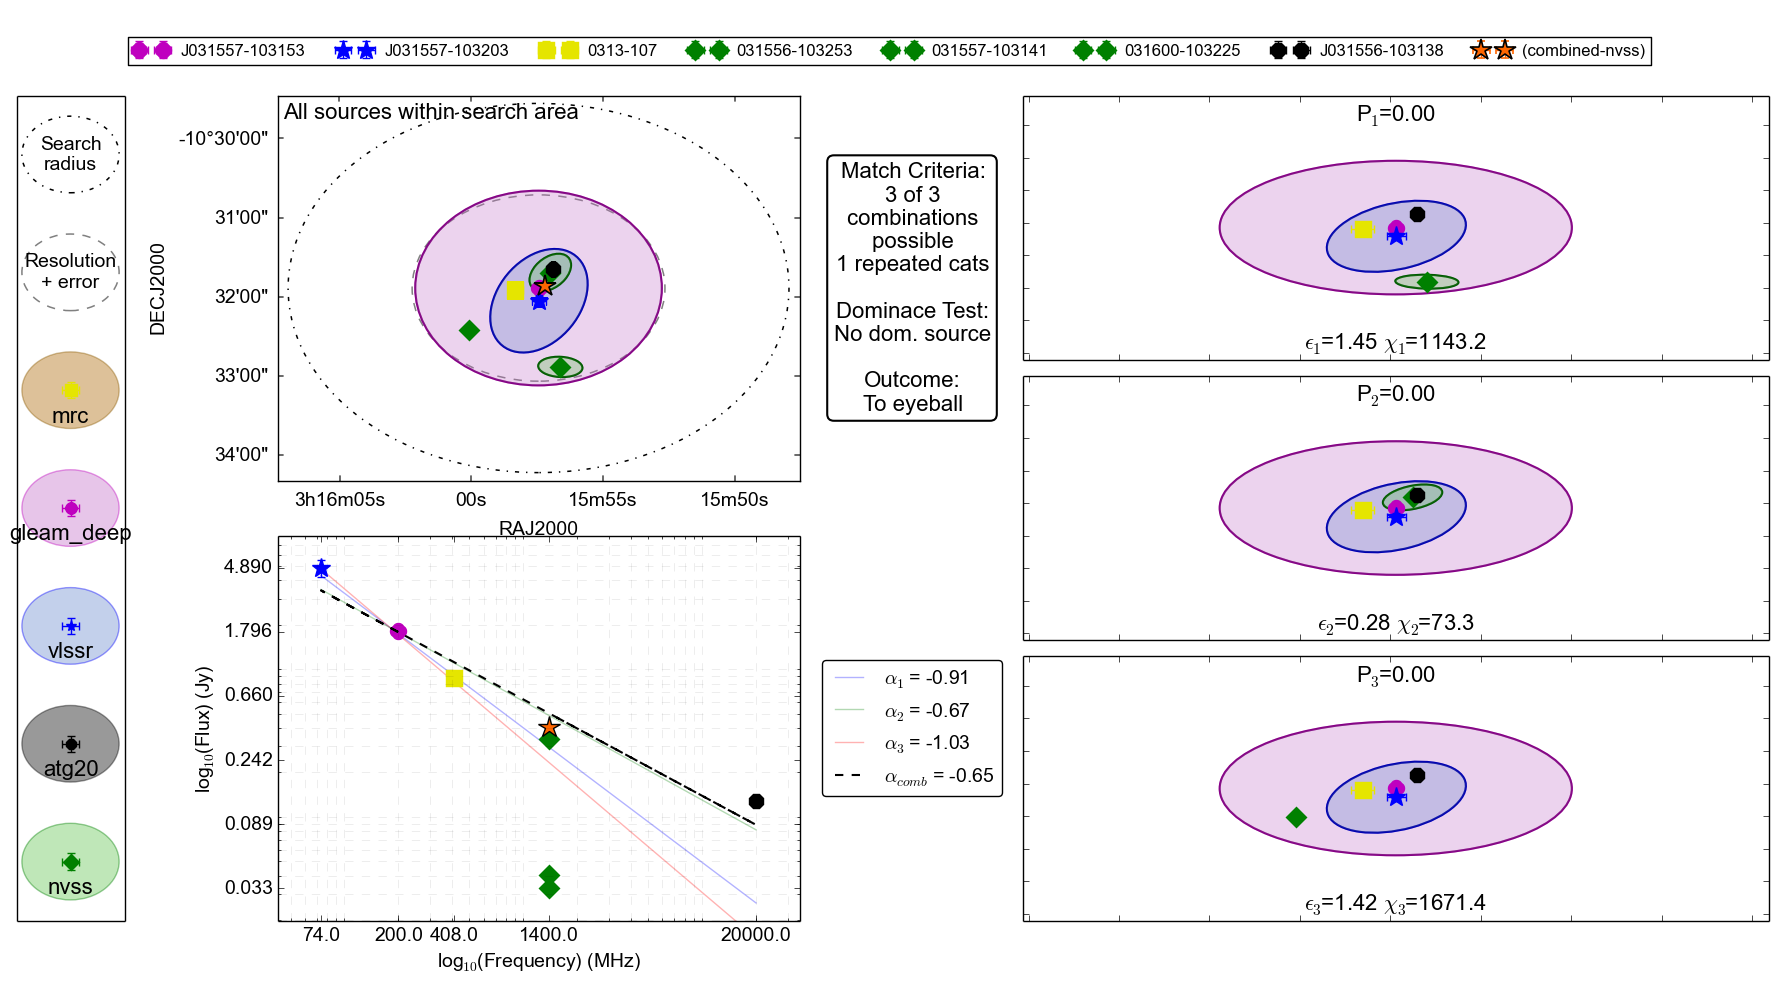 J031557-103153 J031557-103203 0313-107 031556-103253 031557-103141 031600-103225 J031556-103138 (combined-nvss)
Search
radius
Resolution
+ error
mrc
gleam_deep
vlssr
atg20
nvss
All sources within search area
DECJ2000
-10°30'00"
31'00"
32'00"
33'00"
34'00"
3h16m05s 00s 15m55s 15m50s
RAJ2000
log10(Flux) (Jy)
4.890
1.796
0.660
0.242
0.089
0.033
74.0 200.0 408.0 1400.0 20000.0
log10(Frequency) (MHz)
Match Criteria:
3 of 3
combinations
possible
1 repeated cats
Dominace Test:
No dom. source
Outcome:
To eyeball
α1 = -0.91
α2 = -0.67
α3 = -1.03
αcomb = -0.65
P1=0.00
ϵ1=1.45 χ1=1143.2
P2=0.00
ϵ2=0.28 χ2=73.3
P3=0.00
ϵ3=1.42 χ3=1671.4